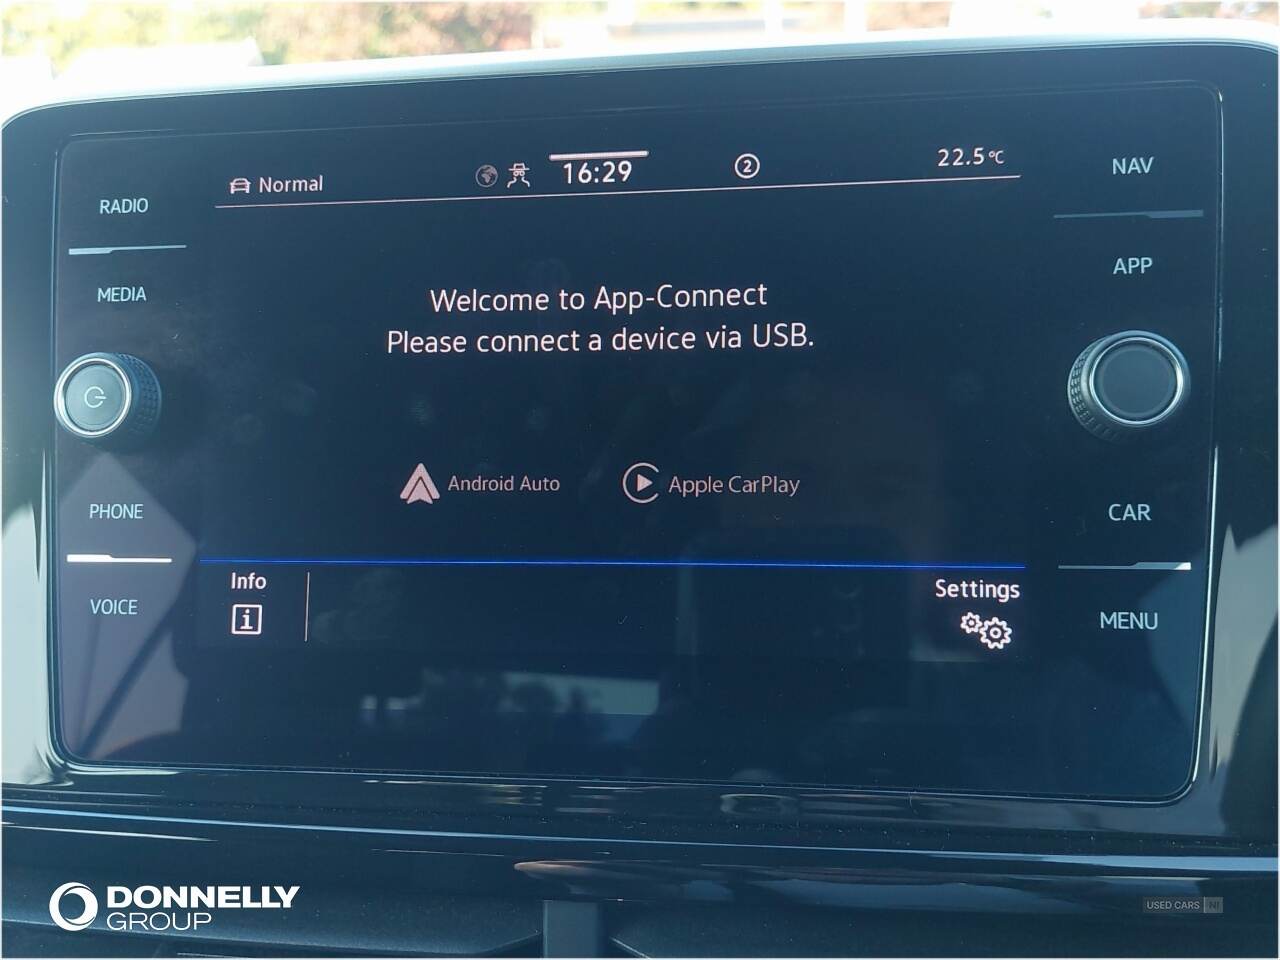 RADIO
MEDIA
PHONE
VOICE
Normal
16:29
2
22.5°C
Welcome to App-Connect
Please connect a device via USB.
Android Auto
Apple CarPlay
Info
i
Settings
NAV
APP
CAR
MENU
DONNELLY
GROUP
USED CARS NI